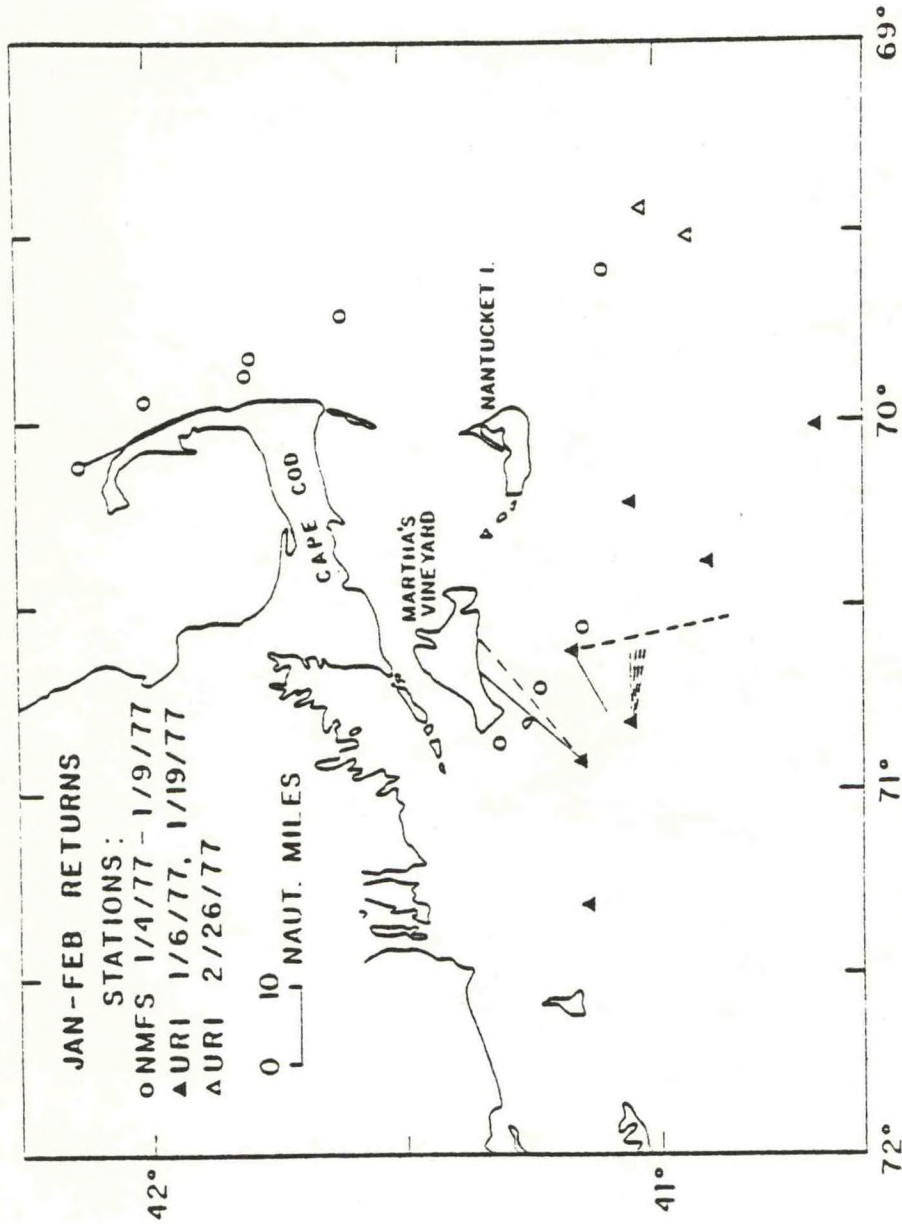 JAN-FEB RETURNS
STATIONS:
o NMFS 1/4/77 - 1/9/77
▲ URI 1/6/77, 1/19/77
△ URI 2/26/77
0 10
NAUT. MILES
CAPE COD
MARTHA'S
VINEYARD
NANTUCKET I.
42°
41°
72°
71°
70°
69°